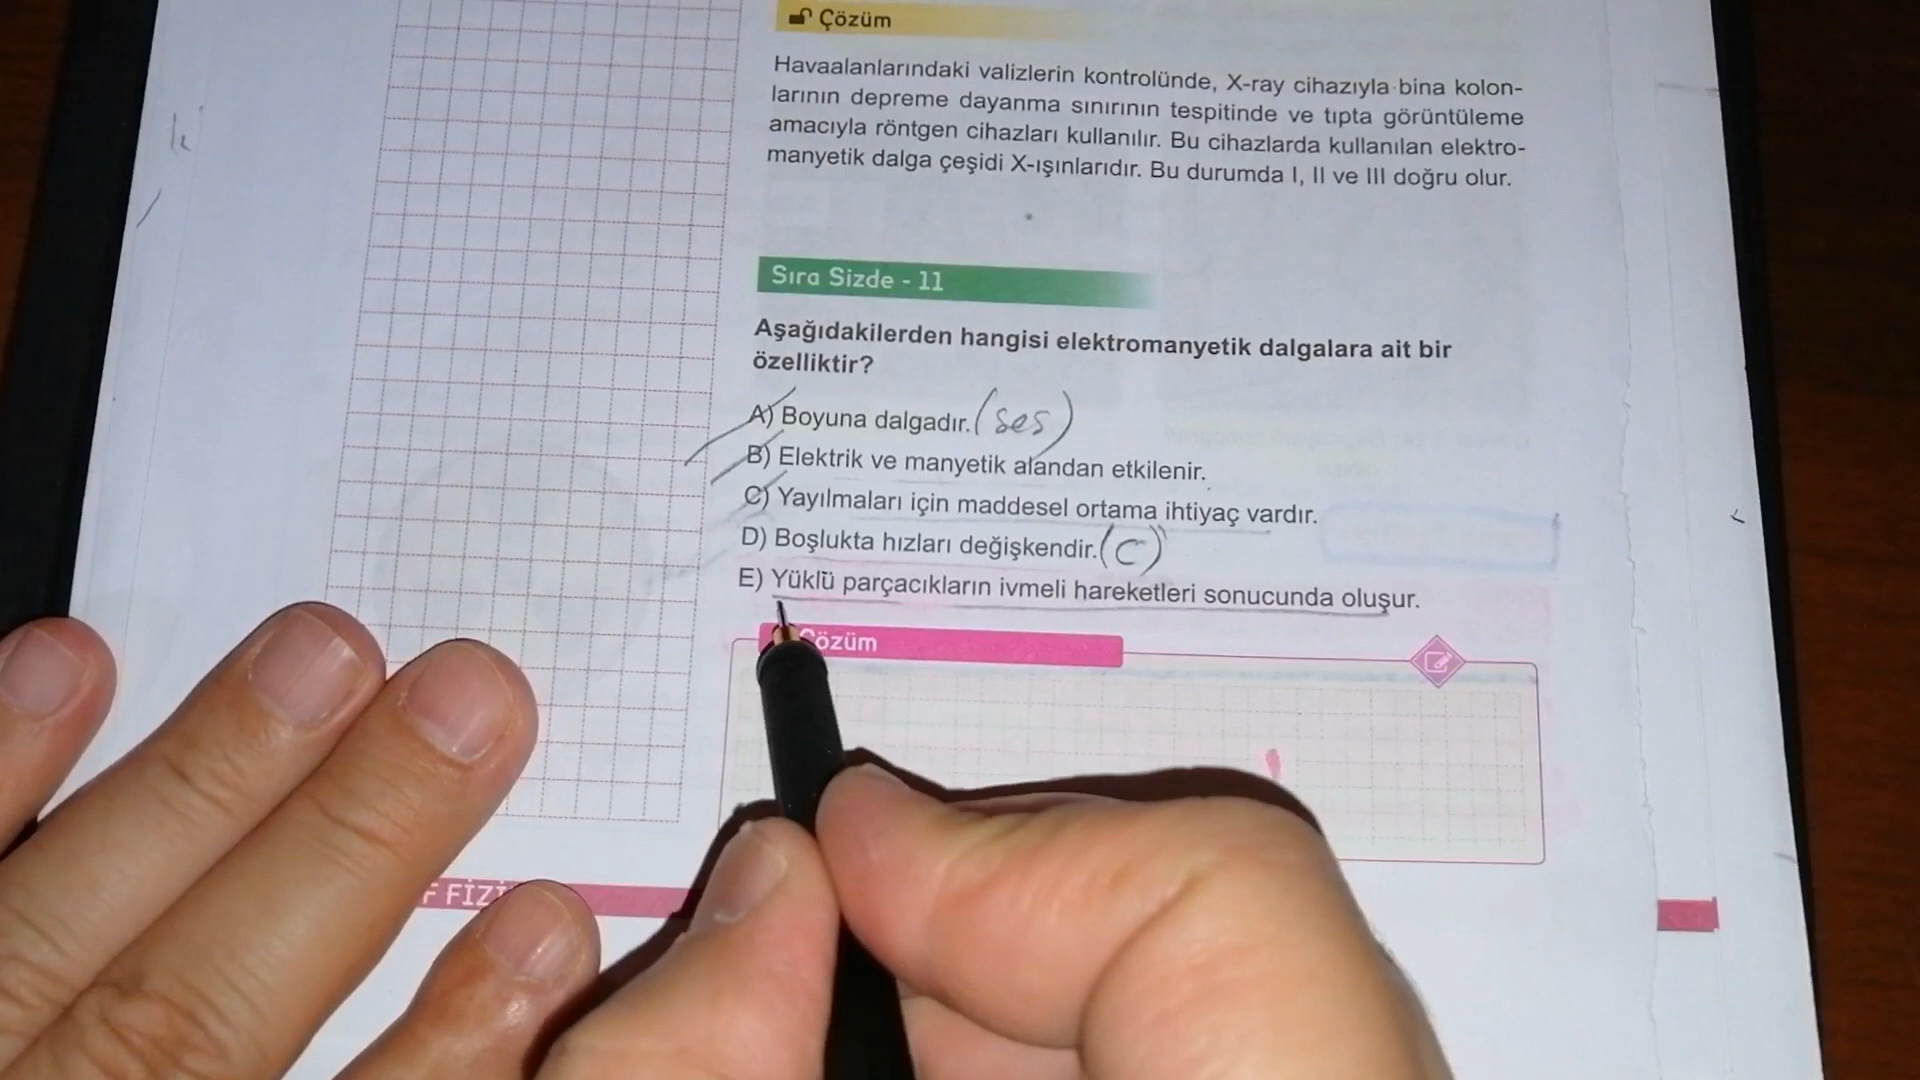 Çözüm
Havaalanlarındaki valizlerin kontrolünde, X-ray cihazıyla bina kolon-
larının depreme dayanma sınırının tespitinde ve tıpta görüntüleme
amacıyla röntgen cihazları kullanılır. Bu cihazlarda kullanılan elektro-
manyetik dalga çeşidi X-ışınlarıdır. Bu durumda I, II ve III doğru olur.
Sıra Sizde - 11
Aşağıdakilerden hangisi elektromanyetik dalgalara ait bir
özelliktir?
A) Boyuna dalgadır. (ses)
B) Elektrik ve manyetik alandan etkilenir.
C) Yayılmaları için maddesel ortama ihtiyaç vardır.
D) Boşlukta hızları değişkendir. (C)
E) Yüklü parçacıkların ivmeli hareketleri sonucunda oluşur.
özüm
F FİZİ